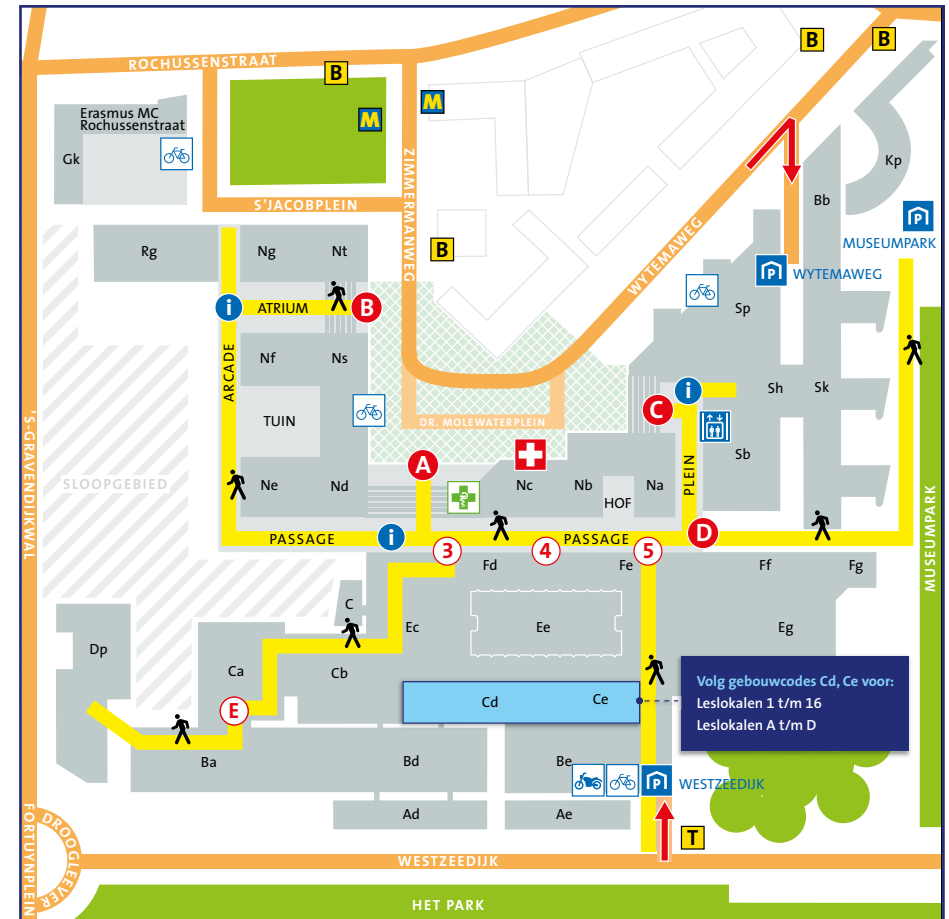 B
B
ROCHUSSENSTRAAT
B
M
M
Erasmus MC
Rochussenstraat
Gk
ZIMMERMANWEG
S'JACOBPLEIN
Kp
Bb
P
MUSEUMPARK
WYTEMAWEG
B
P
WYTEMAWEG
Rg
Ng
Nt
i
ATRIUM
B
Sp
ARCADE
Nf
Ns
TUIN
DR. MOLEWATERPLEIN
i
C
Sh
Sk
'S-GRAVENDIJKWAL
SLOOPGEBIED
A
Sb
PLEIN
Ne
Nd
Nc
Nb
HOF
Na
PASSAGE
i
PASSAGE
D
3
4
5
Fd
Fe
Ff
Fg
MUSEUMPARK
C
Ec
Ee
Eg
Dp
Ca
Cb
E
Cd
Ce
Volg gebouwcodes Cd, Ce voor:
Leslokalen 1 t/m 16
Leslokalen A t/m D
Ba
Bd
Be
P
WESTZEEDIJK
Ad
Ae
T
DROOGLEEVER
FORTUYNPLEIN
WESTZEEDIJK
HET PARK